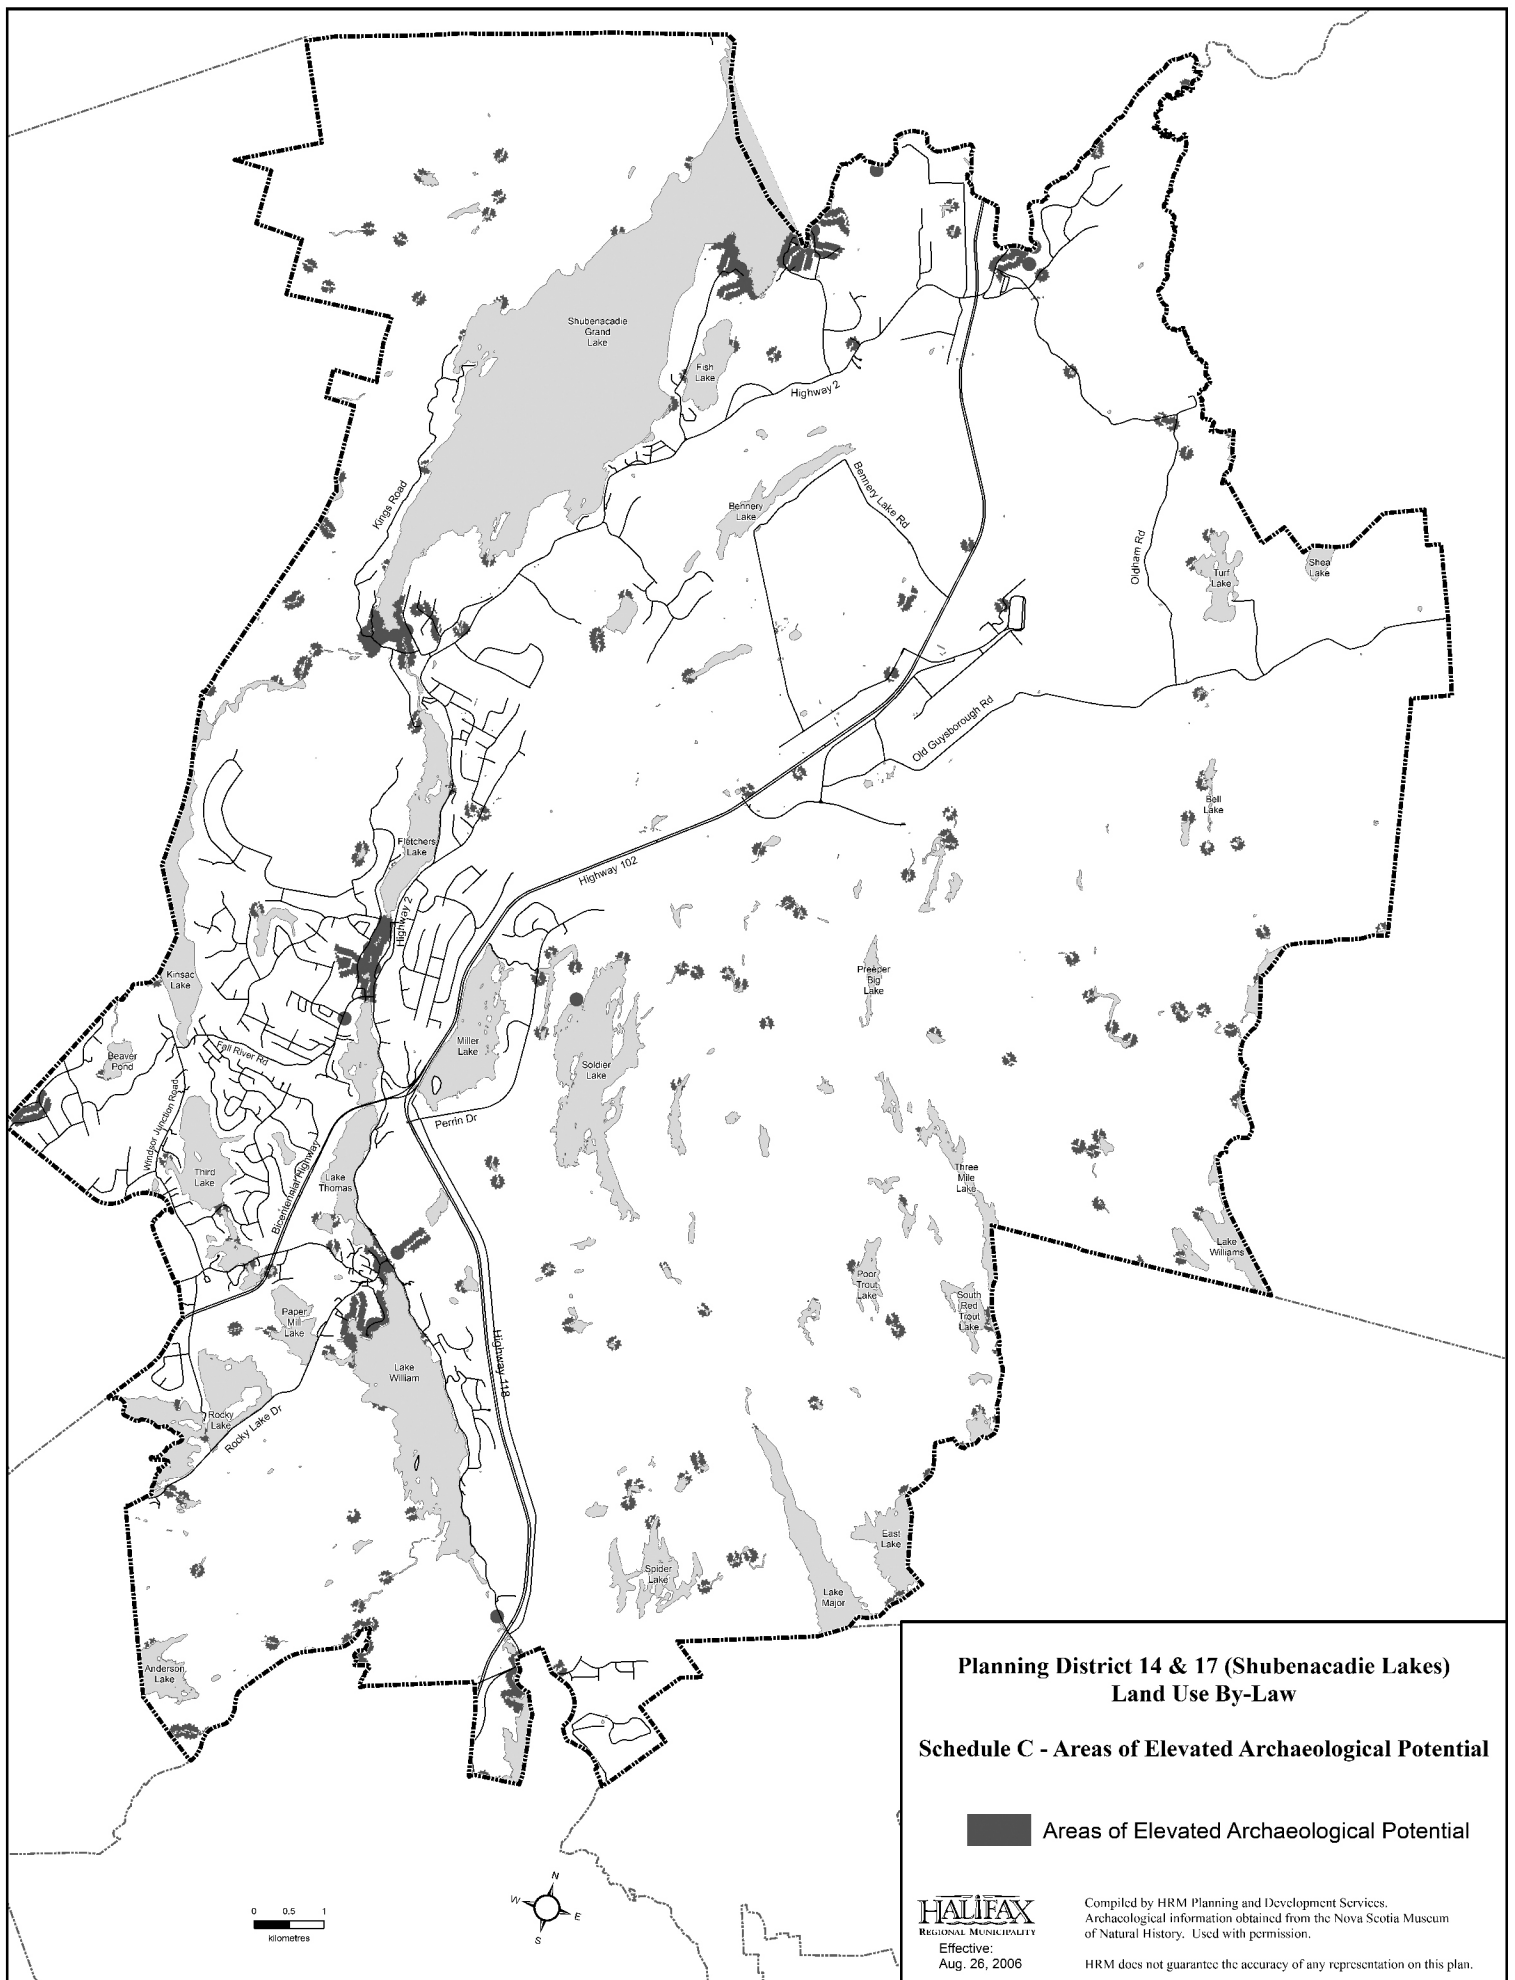 Shubenacadie
Grand
Lake
Fish
Lake
Highway 2
Kings Road
Bennery
Lake
Bennery Lake Rd
Oldham Rd
Turf
Lake
Shea
Lake
Old Guysborough Rd
Bell
Lake
Fletchers
Lake
Highway 102
Highway 2
Kinsac
Lake
Preeper
Big
Lake
Miller
Lake
Soldier
Lake
Beaver
Pond
Fall River Rd
Windsor Junction Road
Perrin Dr
Third
Lake
Bicentennial Highway
Lake
Thomas
Three
Mile
Lake
Lake
Williams
Poor
Trout
Lake
South
Red
Trout
Lake
Paper
Mill
Lake
Highway 118
Lake
William
Rocky
Lake
Rocky Lake Dr
East
Lake
Spider
Lake
Lake
Major
Anderson
Lake
Planning District 14 & 17 (Shubenacadie Lakes)
Land Use By-Law
Schedule C - Areas of Elevated Archaeological Potential
Areas of Elevated Archaeological Potential
0 0.5 1
kilometres
N
W
E
S
HALIFAX
REGIONAL MUNICIPALITY
Effective:
Aug. 26, 2006
Compiled by HRM Planning and Development Services.
Archaeological information obtained from the Nova Scotia Museum
of Natural History. Used with permission.
HRM does not guarantee the accuracy of any representation on this plan.